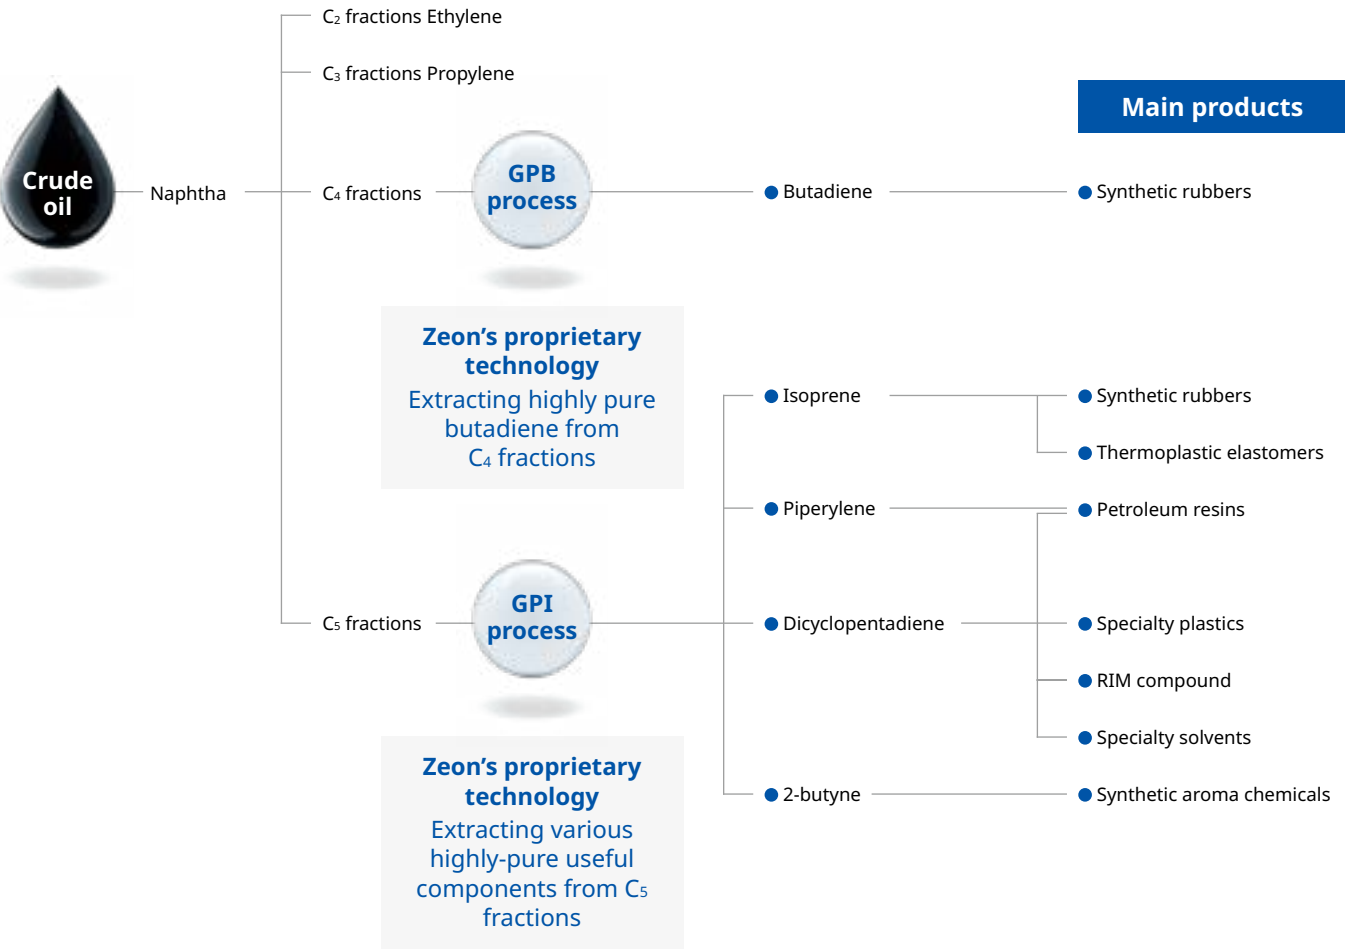 C₂ fractions Ethylene
C₃ fractions Propylene
Main products
Crude
oil
Naphtha
C₄ fractions
GPB
process
Butadiene
Synthetic rubbers
Zeon’s proprietary
technology
Extracting highly pure
butadiene from
C₄ fractions
Isoprene
Synthetic rubbers
Thermoplastic elastomers
Piperylene
Petroleum resins
C₅ fractions
GPI
process
Dicyclopentadiene
Specialty plastics
RIM compound
Specialty solvents
Zeon’s proprietary
technology
Extracting various
highly-pure useful
components from C₅
fractions
2-butyne
Synthetic aroma chemicals